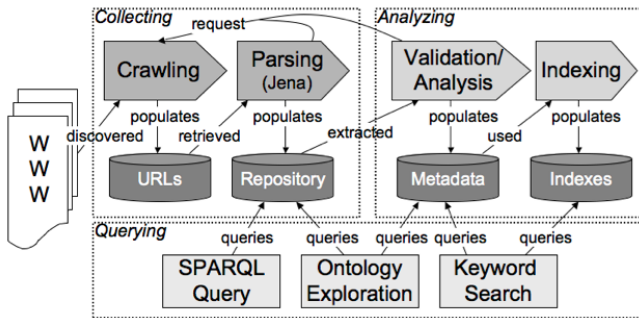 Collecting
Analyzing
request
Crawling
Parsing
(Jena)
Validation/
Analysis
Indexing
populates
populates
populates
populates
discovered
retrieved
extracted
used
W
W
W
URLs
Repository
Metadata
Indexes
Querying
queries
queries
queries
queries
queries
SPARQL
Query
Ontology
Exploration
Keyword
Search